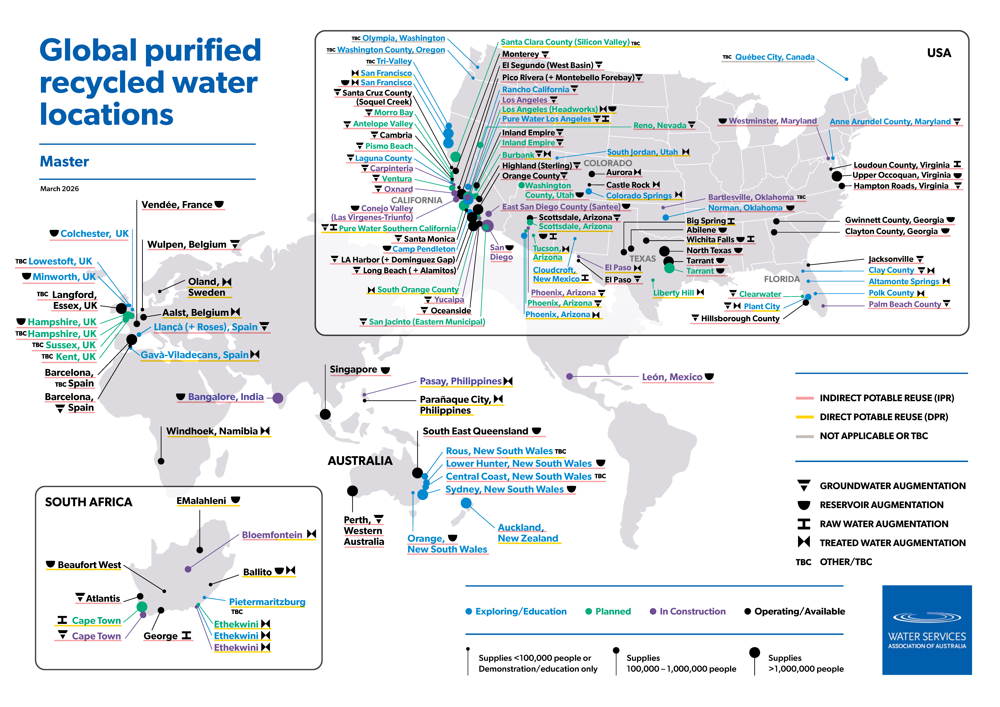 Global purified
recycled water
locations
Master
March 2026
USA
TBC Olympia, Washington
TBC Washington County, Oregon
TBC Tri-Valley
San Francisco
San Francisco
Santa Cruz County
(Soquel Creek)
Morro Bay
Antelope Valley
Cambria
Pismo Beach
Laguna County
Carpinteria
Ventura
Oxnard
CALIFORNIA
Conejo Valley
(Las Virgenes-Triunfo)
Pure Water Southern California
Santa Monica
Camp Pendleton
LA Harbor (+ Dominguez Gap)
Long Beach ( + Alamitos)
South Orange County
Yucaipa
Oceanside
San Jacinto (Eastern Municipal)
Santa Clara County (Silicon Valley) TBC
Monterey
El Segundo (West Basin)
Pico Rivera (+ Montebello Forebay)
Rancho California
Los Angeles
Los Angeles (Headworks)
Pure Water Los Angeles
Reno, Nevada
Inland Empire
Inland Empire
Burbank
South Jordan, Utah
Highland (Sterling)
COLORADO
Orange County
Aurora
Washington
County, Utah
Castle Rock
Colorado Springs
East San Diego County (Santee)
Scottsdale, Arizona
Scottsdale, Arizona
San
Diego
Tucson,
Arizona
Cloudcroft,
New Mexico
El Paso
El Paso
Phoenix, Arizona
Phoenix, Arizona
Phoenix, Arizona
TBC Québec City, Canada
Westminster, Maryland
Anne Arundel County, Maryland
Loudoun County, Virginia
Upper Occoquan, Virginia
Hampton Roads, Virginia
Bartlesville, Oklahoma TBC
Norman, Oklahoma
Big Spring
Abilene
Wichita Falls
North Texas
TEXAS
Tarrant
Tarrant
Liberty Hill
Gwinnett County, Georgia
Clayton County, Georgia
Jacksonville
Clay County
FLORIDA
Altamonte Springs
Clearwater
Polk County
Plant City
Palm Beach County
Hillsborough County
Vendée, France
Colchester, UK
Wulpen, Belgium
TBC Lowestoft, UK
Minworth, UK
Oland,
Sweden
TBC Langford,
Essex, UK
Aalst, Belgium
Hampshire, UK
Llançà (+ Roses), Spain
TBC Hampshire, UK
TBC Sussex, UK
TBC Kent, UK
Gavà-Viladecans, Spain
Barcelona,
TBC Spain
Barcelona,
Spain
Bangalore, India
Windhoek, Namibia
Singapore
Pasay, Philippines
Parañaque City,
Philippines
León, Mexico
South East Queensland
AUSTRALIA
Rous, New South Wales TBC
Lower Hunter, New South Wales
Central Coast, New South Wales TBC
Sydney, New South Wales
Perth,
Western
Australia
Orange,
New South Wales
Auckland,
New Zealand
SOUTH AFRICA
EMalahleni
Bloemfontein
Beaufort West
Ballito
Atlantis
Pietermaritzburg
TBC
Cape Town
Cape Town
George
Ethekwini
Ethekwini
Ethekwini
INDIRECT POTABLE REUSE (IPR)
DIRECT POTABLE REUSE (DPR)
NOT APPLICABLE OR TBC
GROUNDWATER AUGMENTATION
RESERVOIR AUGMENTATION
RAW WATER AUGMENTATION
TREATED WATER AUGMENTATION
TBC OTHER/TBC
Exploring/Education
Planned
In Construction
Operating/Available
Supplies <100,000 people or
Demonstration/education only
Supplies
100,000 – 1,000,000 people
Supplies
>1,000,000 people
WATER SERVICES
ASSOCIATION OF AUSTRALIA